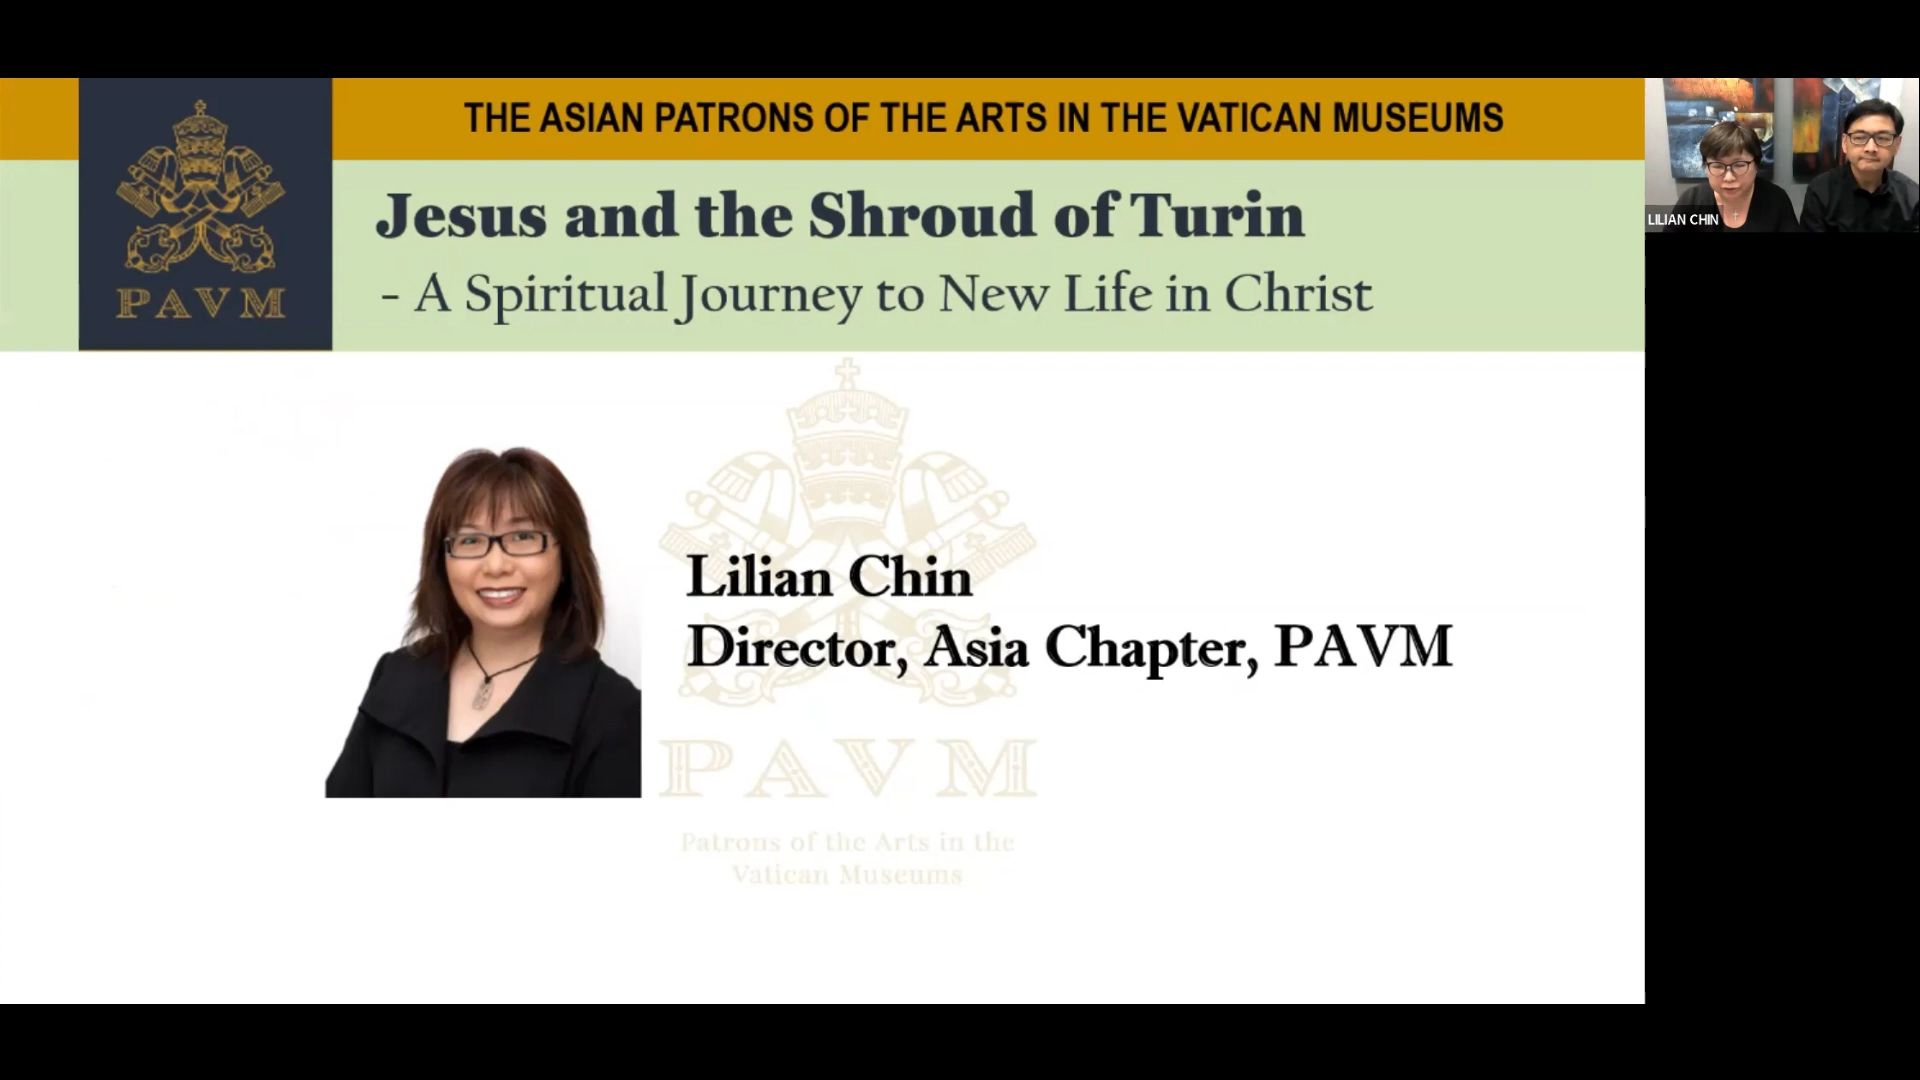 THE ASIAN PATRONS OF THE ARTS IN THE VATICAN MUSEUMS
PAVM
Jesus and the Shroud of Turin
- A Spiritual Journey to New Life in Christ
LILIAN CHIN
Lilian Chin
Director, Asia Chapter, PAVM
PAVM
Patrons of the Arts in the
Vatican Museums